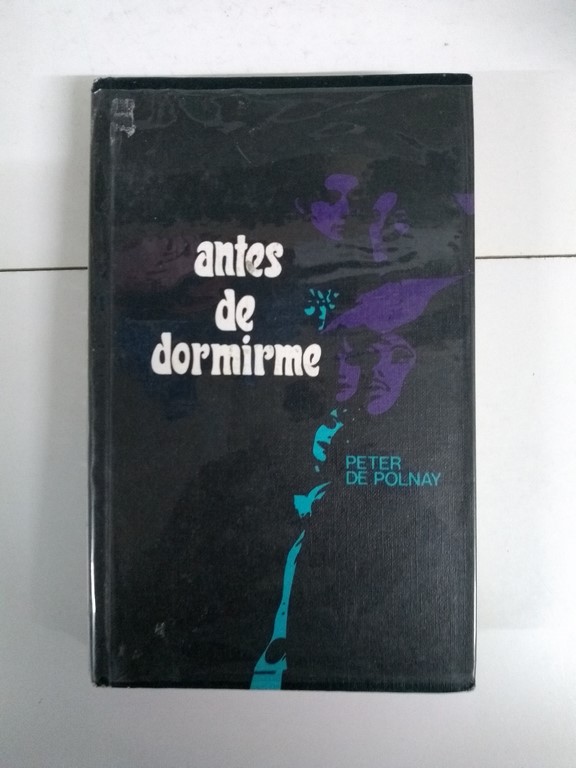 antes
de
dormirme
PETER
DE POLNAY